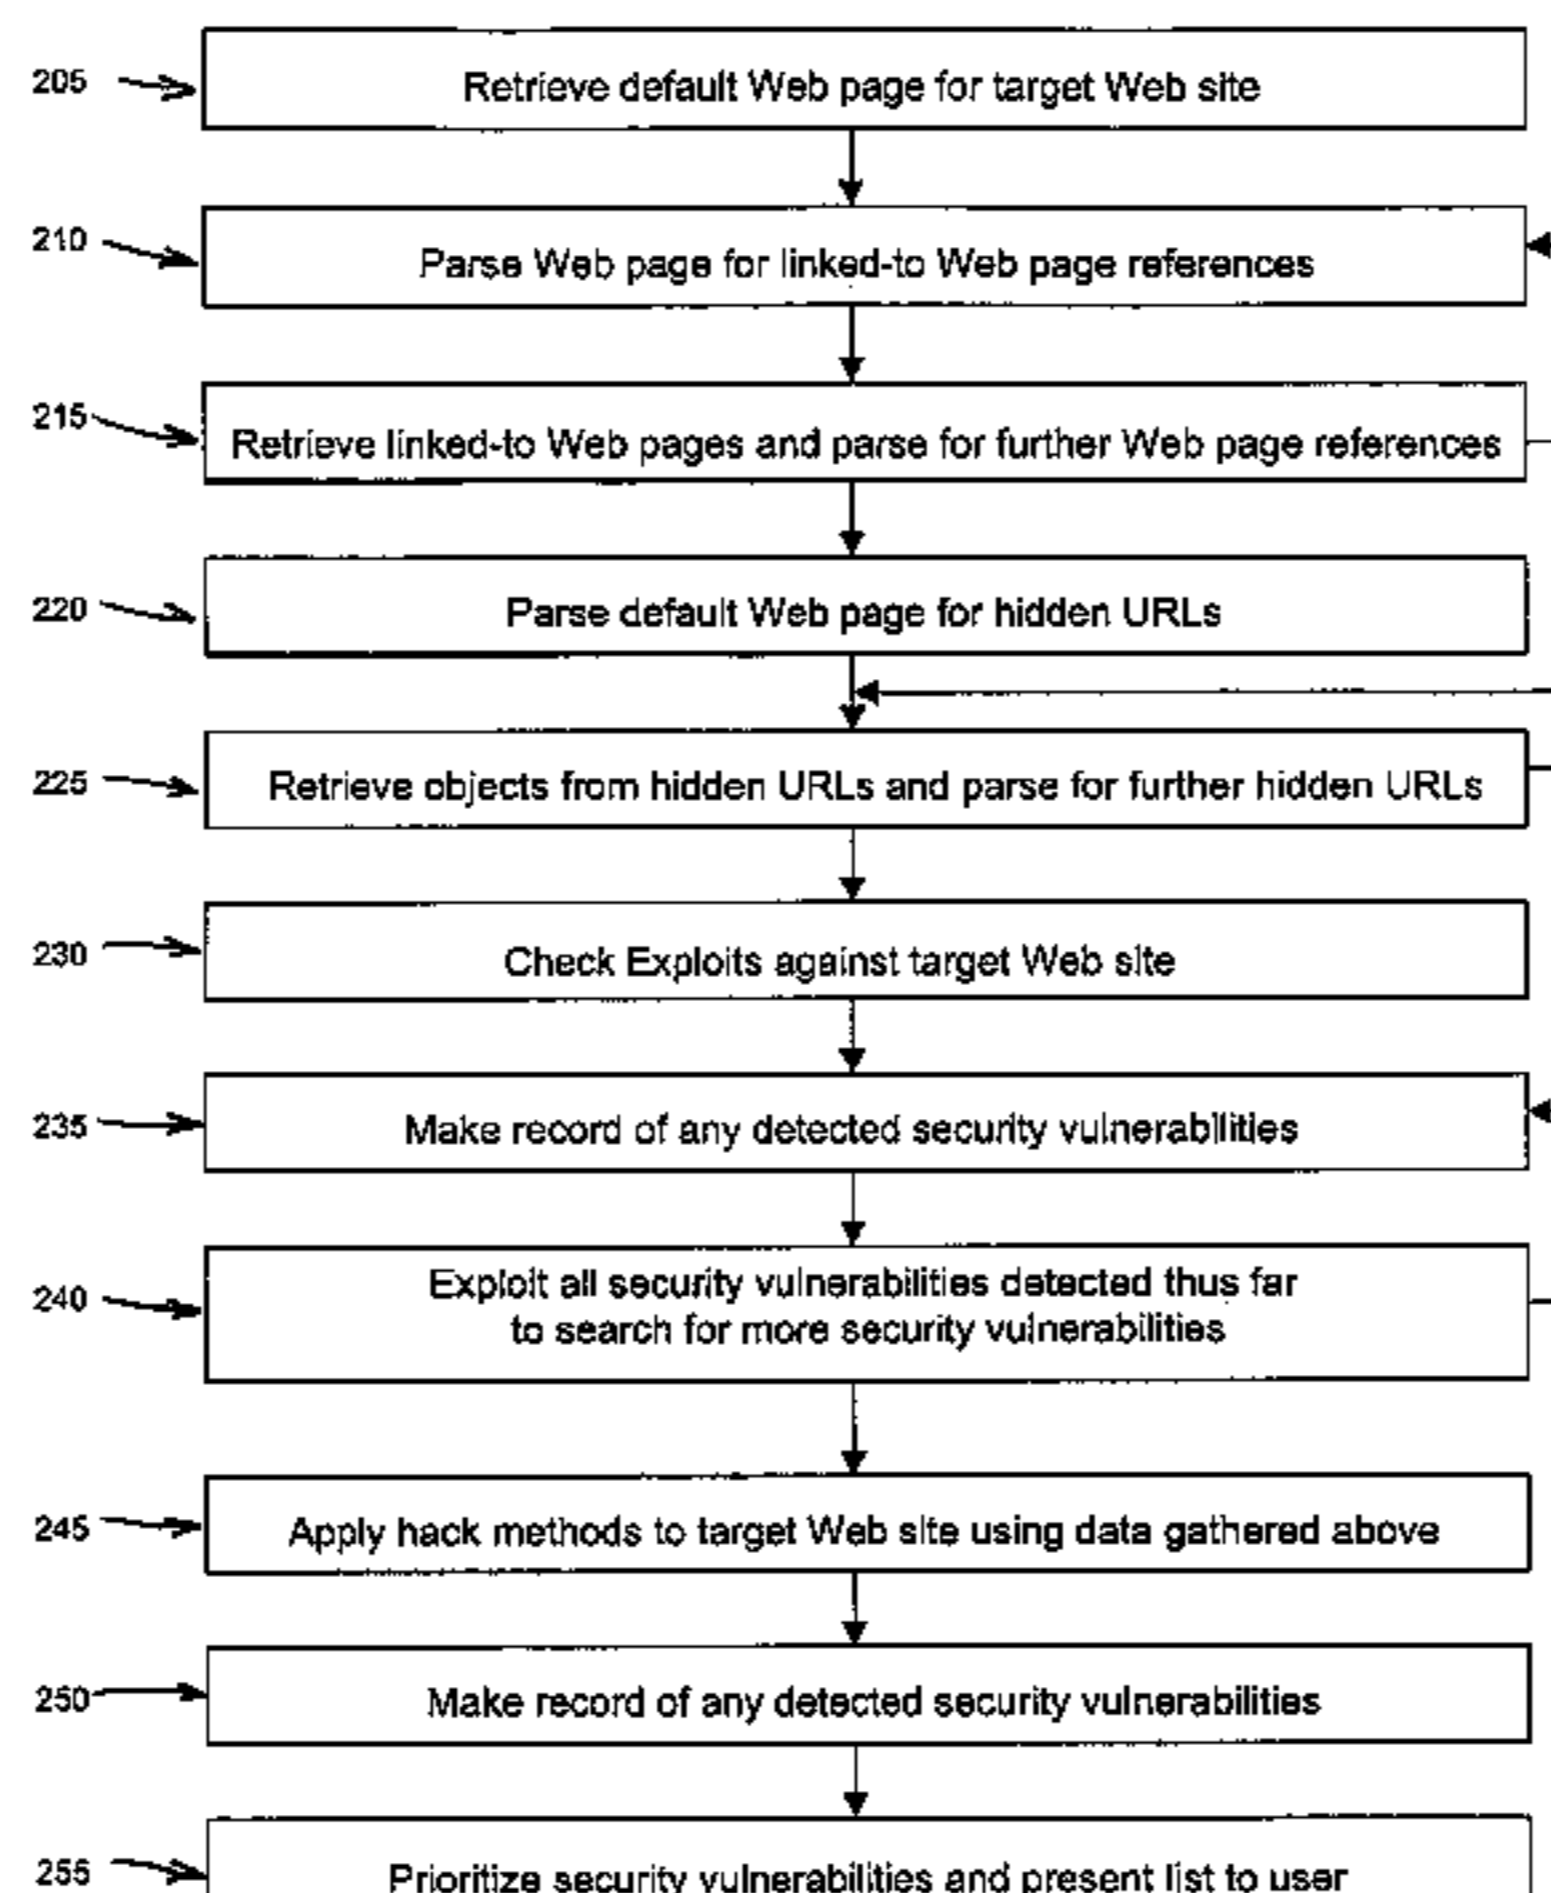 205 Retrieve default Web page for target Web site
210 Parse Web page for linked-to Web page references
215 Retrieve linked-to Web pages and parse for further Web page references
220 Parse default Web page for hidden URLs
225 Retrieve objects from hidden URLs and parse for further hidden URLs
230 Check Exploits against target Web site
235 Make record of any detected security vulnerabilities
240 Exploit all security vulnerabilities detected thus far
to search for more security vulnerabilities
245 Apply hack methods to target Web site using data gathered above
250 Make record of any detected security vulnerabilities
255 Prioritize security vulnerabilities and present list to user